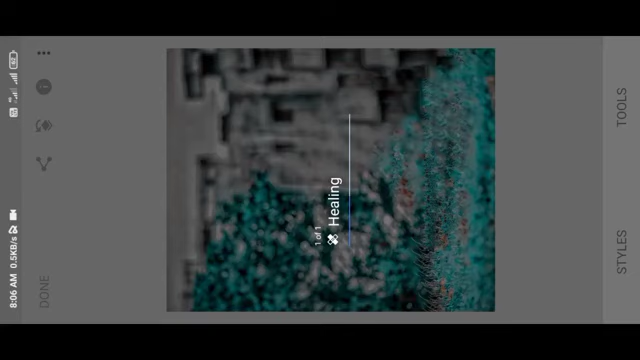 8:06 AM 0.5KB/s
DONE
1 of 1
Healing
STYLES
TOOLS